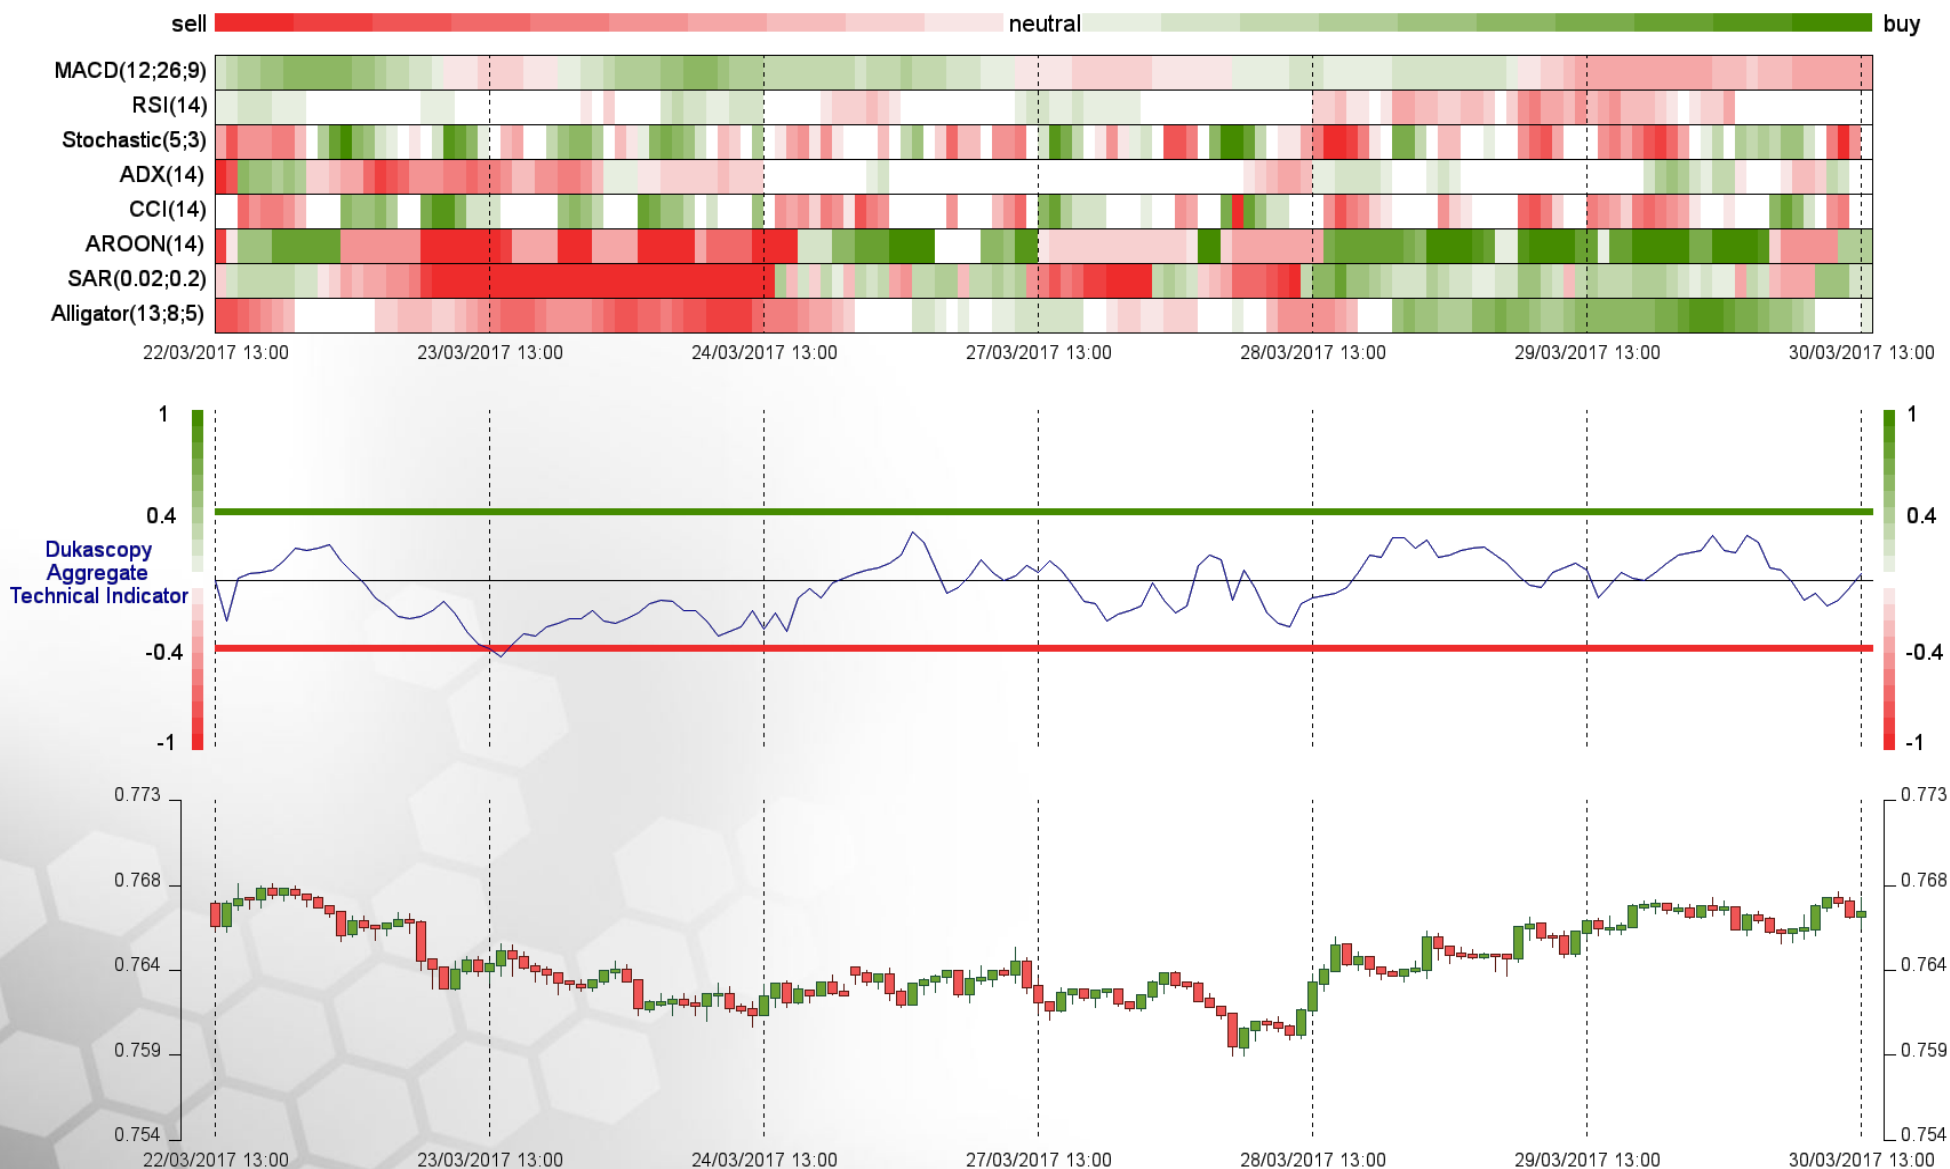 sell neutral buy
MACD(12;26;9)
RSI(14)
Stochastic(5;3)
ADX(14)
CCI(14)
AROON(14)
SAR(0.02;0.2)
Alligator(13;8;5)
22/03/2017 13:00 23/03/2017 13:00 24/03/2017 13:00 27/03/2017 13:00 28/03/2017 13:00 29/03/2017 13:00 30/03/2017 13:00
1 1
0.4 0.4
Dukascopy
Aggregate
Technical Indicator
-0.4 -0.4
-1 -1
0.773 0.773
0.768 0.768
0.764 0.764
0.759 0.759
0.754 0.754
22/03/2017 13:00 23/03/2017 13:00 24/03/2017 13:00 27/03/2017 13:00 28/03/2017 13:00 29/03/2017 13:00 30/03/2017 13:00